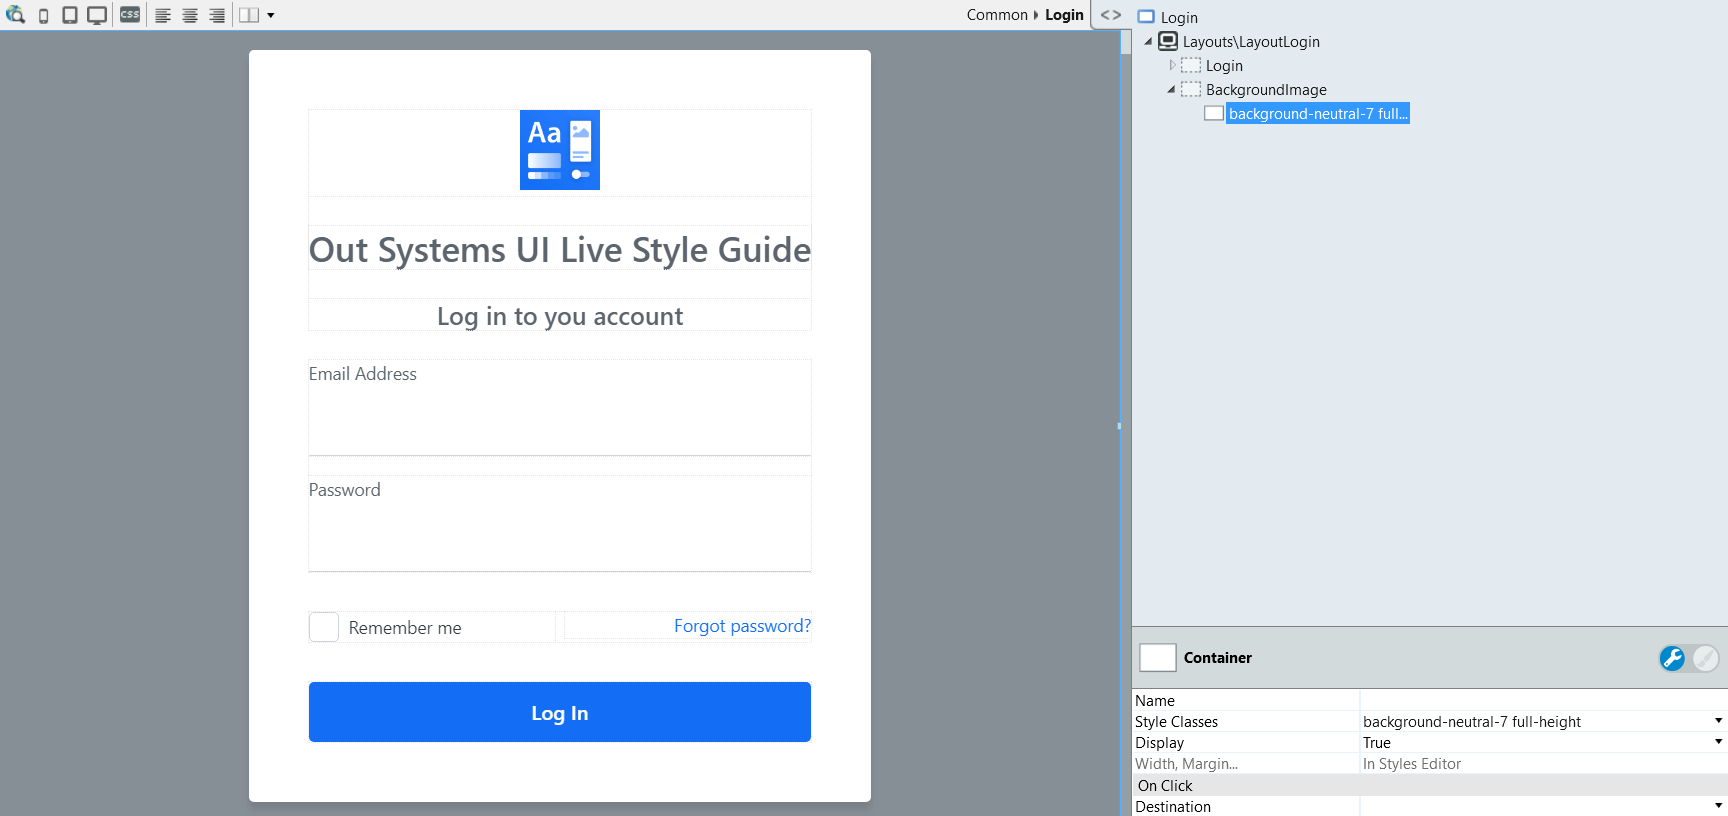 CSS
Common Login <>
Login
Layouts\LayoutLogin
Login
BackgroundImage
background-neutral-7 full...
Aa
Out Systems UI Live Style Guide
Log in to you account
Email Address
Password
Remember me
Forgot password?
Log In
Container
Name
Style Classes background-neutral-7 full-height
Display True
Width, Margin... In Styles Editor
On Click
Destination